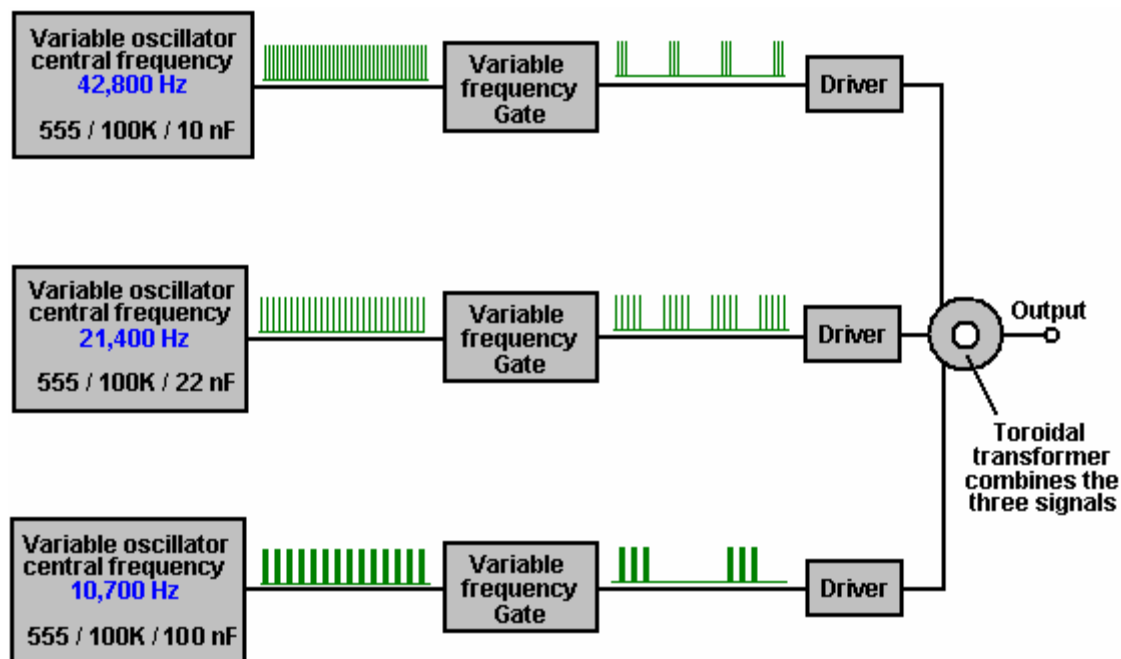 Variable oscillator
central frequency
42,800 Hz
555 / 100K / 10 nF
Variable
frequency
Gate
Driver
Variable oscillator
central frequency
21,400 Hz
555 / 100K / 22 nF
Variable
frequency
Gate
Driver
Output
Toroidal
transformer
combines the
three signals
Variable oscillator
central frequency
10,700 Hz
555 / 100K / 100 nF
Variable
frequency
Gate
Driver